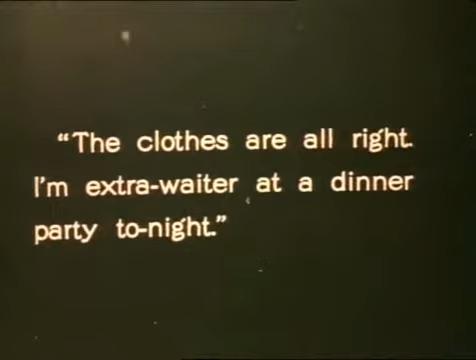 “The clothes are all right.
I’m extra-waiter at a dinner
party to-night.”